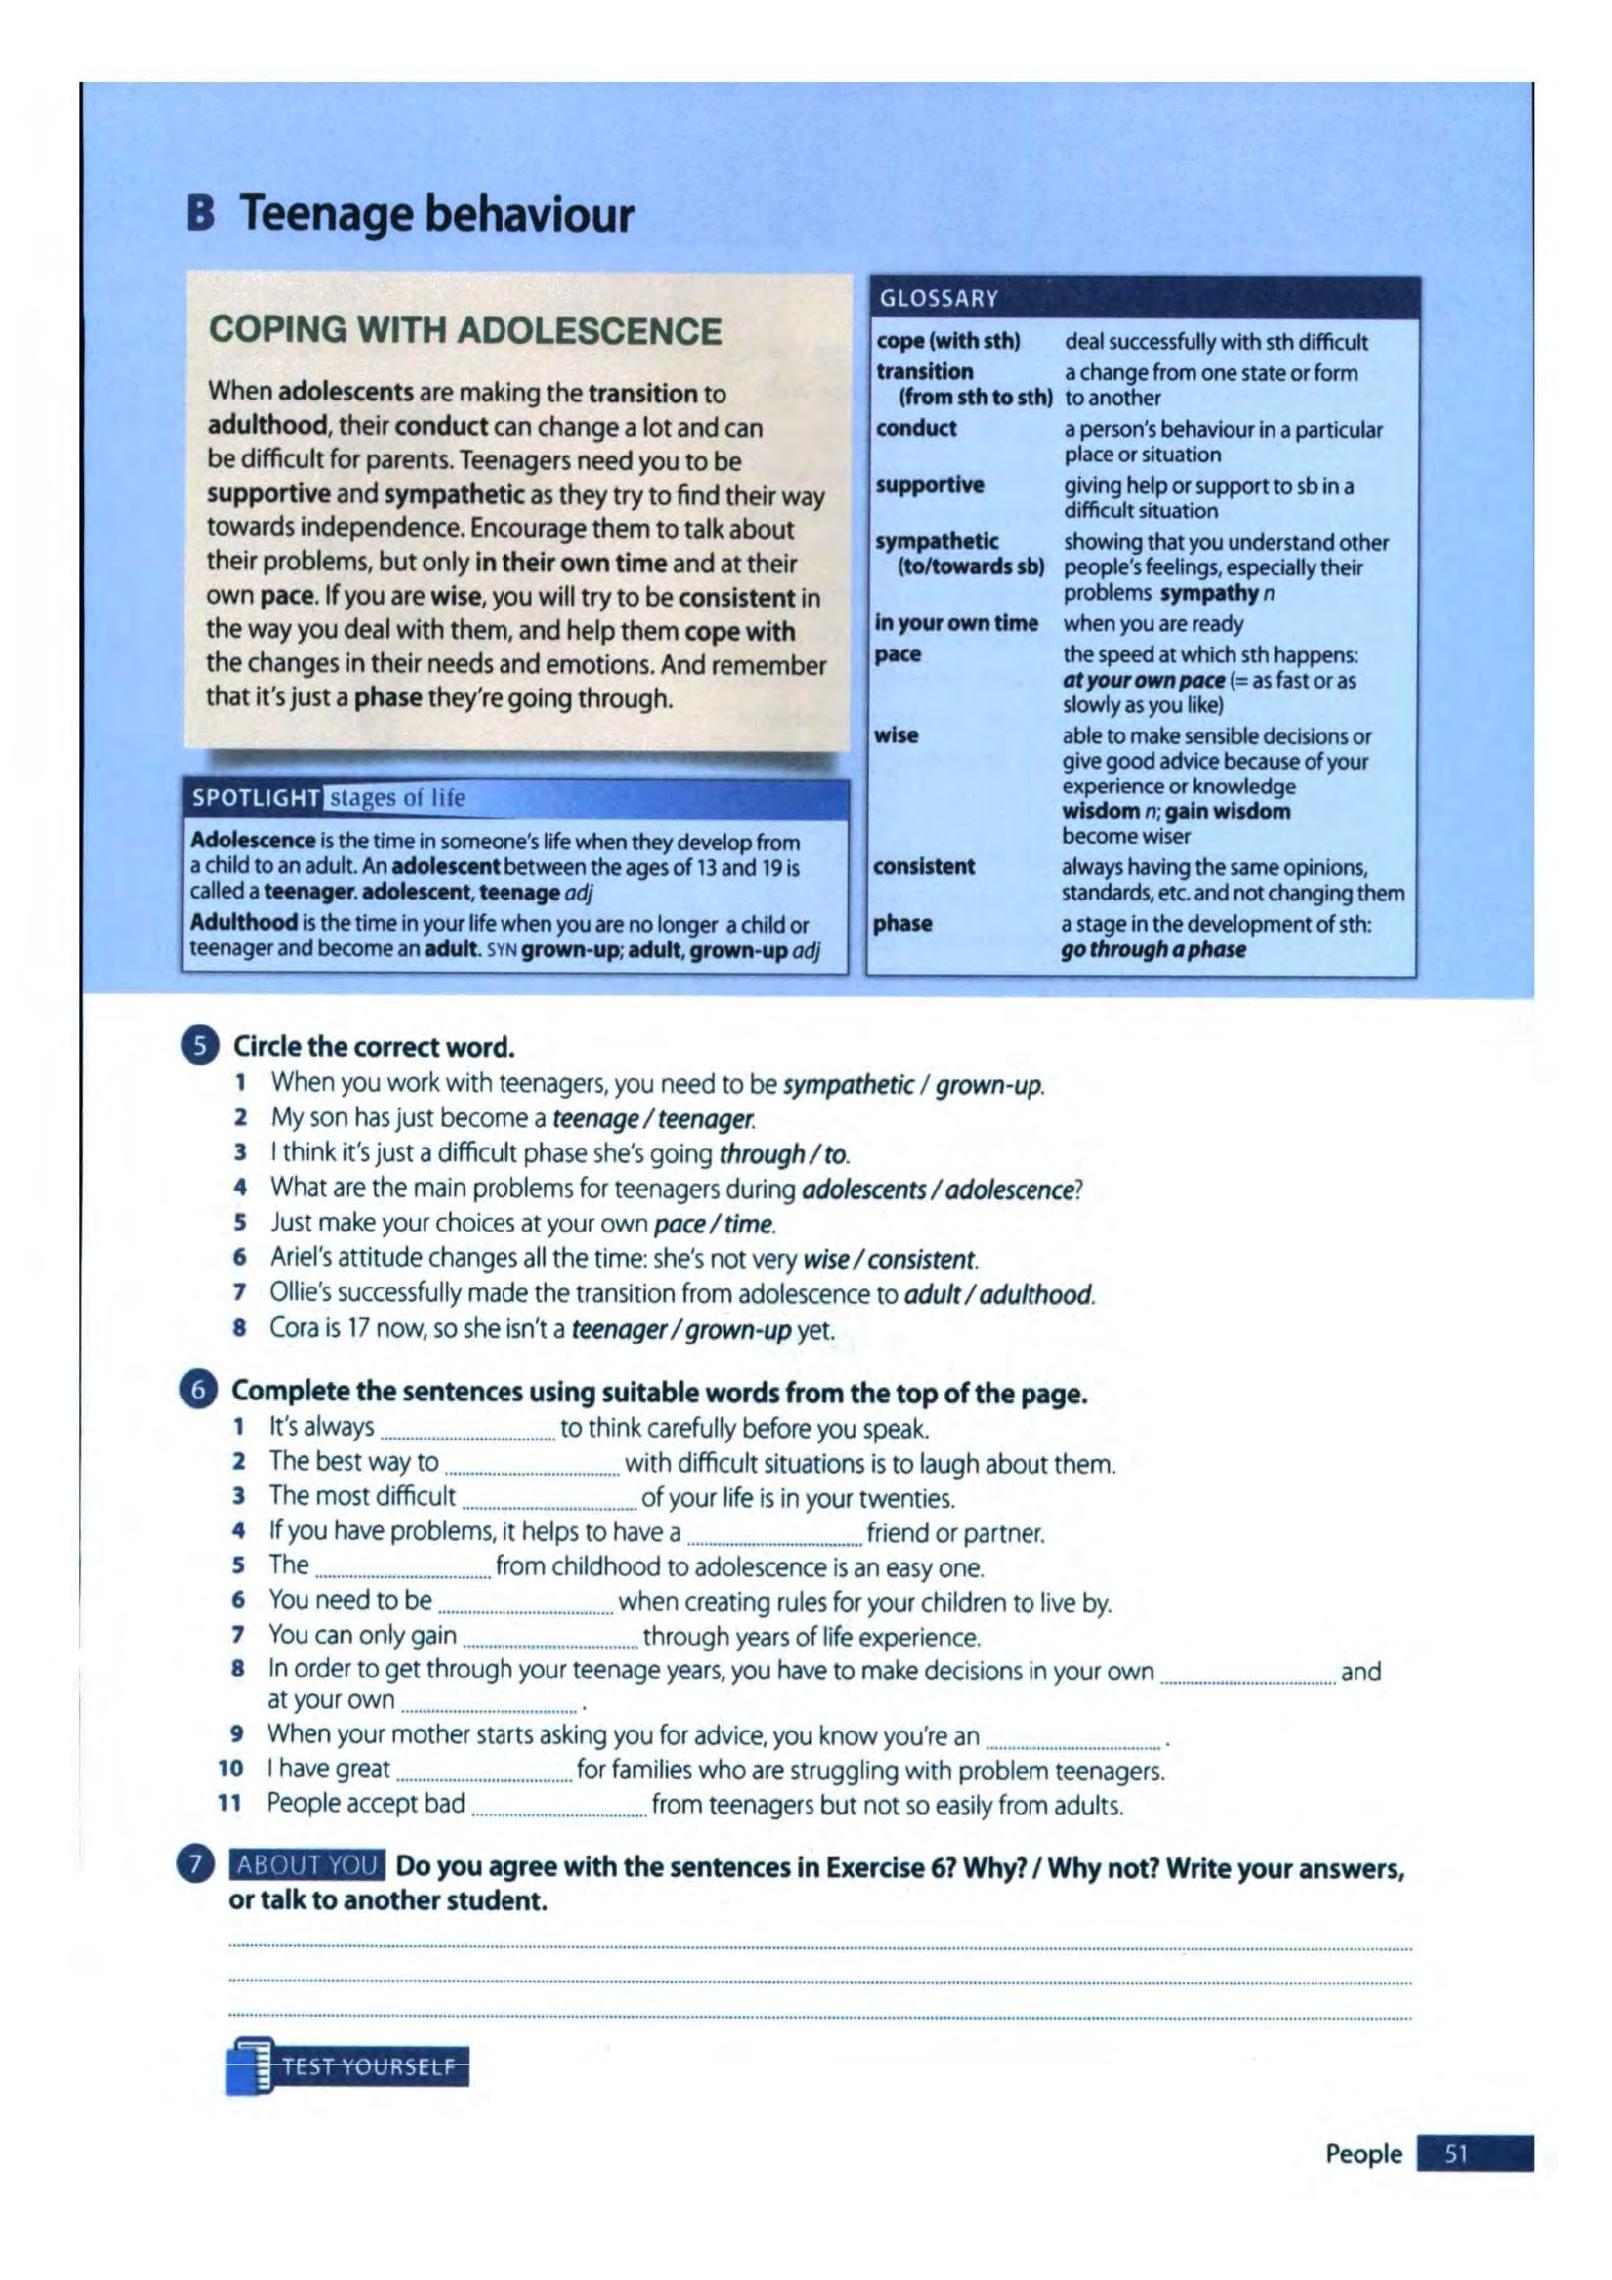 B Teenage behaviour
COPING WITH ADOLESCENCE
When adolescents are making the transition to
adulthood, their conduct can change a lot and can
be difficult for parents. Teenagers need you to be
supportive and sympathetic as they try to find their way
towards independence. Encourage them to talk about
their problems, but only in their own time and at their
own pace. If you are wise, you will try to be consistent in
the way you deal with them, and help them cope with
the changes in their needs and emotions. And remember
that it's just a phase they're going through.
SPOTLIGHT stages of life
Adolescence is the time in someone's life when they develop from
a child to an adult. An adolescent between the ages of 13 and 19 is
called a teenager. adolescent, teenage adj
Adulthood is the time in your life when you are no longer a child or
teenager and become an adult. SYN grown-up; adult, grown-up adj
GLOSSARY
cope (with sth) deal successfully with sth difficult
transition a change from one state or form
(from sth to sth) to another
conduct a person's behaviour in a particular
place or situation
supportive giving help or support to sb in a
difficult situation
sympathetic showing that you understand other
(to/towards sb) people's feelings, especially their
problems sympathy n
in your own time when you are ready
pace the speed at which sth happens:
at your own pace (= as fast or as
slowly as you like)
wise able to make sensible decisions or
give good advice because of your
experience or knowledge
wisdom n; gain wisdom
become wiser
consistent always having the same opinions,
standards, etc. and not changing them
phase a stage in the development of sth:
go through a phase
5 Circle the correct word.
1 When you work with teenagers, you need to be sympathetic / grown-up.
2 My son has just become a teenage / teenager.
3 I think it's just a difficult phase she's going through / to.
4 What are the main problems for teenagers during adolescents / adolescence?
5 Just make your choices at your own pace / time.
6 Ariel's attitude changes all the time: she's not very wise / consistent.
7 Ollie's successfully made the transition from adolescence to adult / adulthood.
8 Cora is 17 now, so she isn't a teenager / grown-up yet.
6 Complete the sentences using suitable words from the top of the page.
1 It's always ............ to think carefully before you speak.
2 The best way to ............ with difficult situations is to laugh about them.
3 The most difficult ............ of your life is in your twenties.
4 If you have problems, it helps to have a ............ friend or partner.
5 The ............ from childhood to adolescence is an easy one.
6 You need to be ............ when creating rules for your children to live by.
7 You can only gain ............ through years of life experience.
8 In order to get through your teenage years, you have to make decisions in your own ............ and
at your own ............ .
9 When your mother starts asking you for advice, you know you're an ............ .
10 I have great ............ for families who are struggling with problem teenagers.
11 People accept bad ............ from teenagers but not so easily from adults.
7 ABOUT YOU Do you agree with the sentences in Exercise 6? Why? / Why not? Write your answers,
or talk to another student.
TEST YOURSELF
People 51